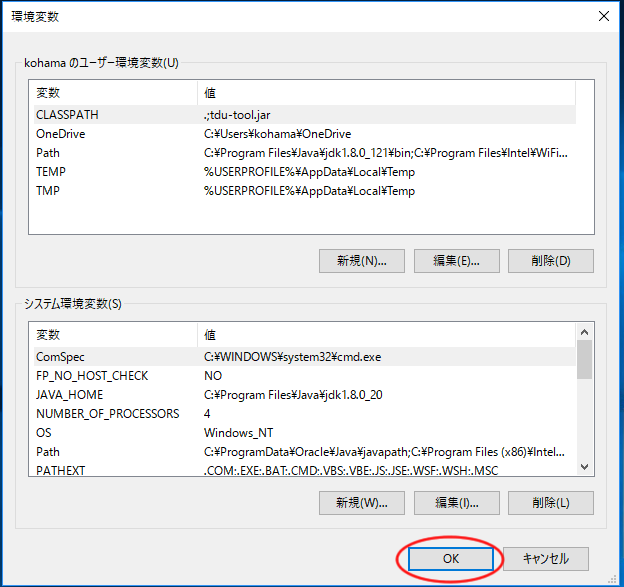 環境変数
kohama のユーザー環境変数(U)
変数 値
CLASSPATH .;tdu-tool.jar
OneDrive C:¥Users¥kohama¥OneDrive
Path C:¥Program Files¥Java¥jdk1.8.0_121¥bin;C:¥Program Files¥Intel¥WiFi...
TEMP %USERPROFILE%¥AppData¥Local¥Temp
TMP %USERPROFILE%¥AppData¥Local¥Temp
新規(N)... 編集(E)... 削除(D)
システム環境変数(S)
変数 値
ComSpec C:¥WINDOWS¥system32¥cmd.exe
FP_NO_HOST_CHECK NO
JAVA_HOME C:¥Program Files¥Java¥jdk1.8.0_20
NUMBER_OF_PROCESSORS 4
OS Windows_NT
Path C:¥ProgramData¥Oracle¥Java¥javapath;C:¥Program Files (x86)¥Intel...
PATHEXT .COM;.EXE;.BAT;.CMD;.VBS;.VBE;.JS;.JSE;.WSF;.WSH;.MSC
新規(W)... 編集(I)... 削除(L)
OK キャンセル